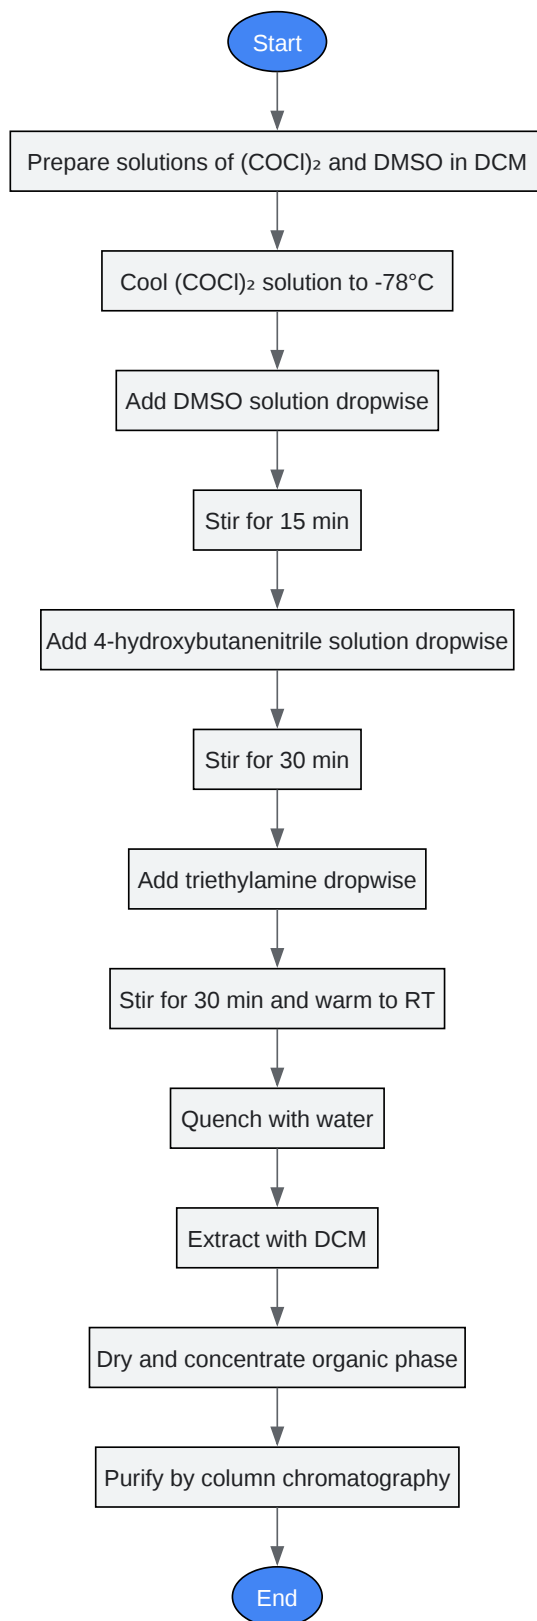 Start
Prepare solutions of (COCl)₂ and DMSO in DCM
Cool (COCl)₂ solution to -78°C
Add DMSO solution dropwise
Stir for 15 min
Add 4-hydroxybutanenitrile solution dropwise
Stir for 30 min
Add triethylamine dropwise
Stir for 30 min and warm to RT
Quench with water
Extract with DCM
Dry and concentrate organic phase
Purify by column chromatography
End